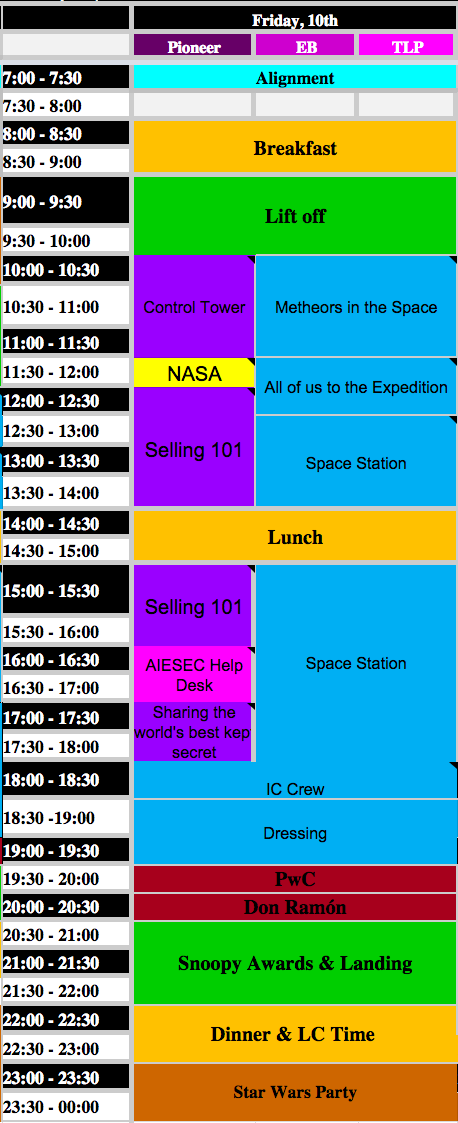 Friday, 10th
Pioneer EB TLP
7:00 - 7:30 Alignment
7:30 - 8:00
8:00 - 8:30
Breakfast
8:30 - 9:00
9:00 - 9:30
Lift off
9:30 - 10:00
10:00 - 10:30
10:30 - 11:00 Control Tower Metheors in the Space
11:00 - 11:30
11:30 - 12:00 NASA
All of us to the Expedition
12:00 - 12:30
12:30 - 13:00
Selling 101
13:00 - 13:30 Space Station
13:30 - 14:00
14:00 - 14:30
Lunch
14:30 - 15:00
15:00 - 15:30
Selling 101
15:30 - 16:00
16:00 - 16:30 AIESEC Help
Space Station
16:30 - 17:00 Desk
17:00 - 17:30 Sharing the
world's best kep
17:30 - 18:00 secret
18:00 - 18:30
IC Crew
18:30 -19:00
Dressing
19:00 - 19:30
19:30 - 20:00 PwC
20:00 - 20:30 Don Ramón
20:30 - 21:00
21:00 - 21:30 Snoopy Awards & Landing
21:30 - 22:00
22:00 - 22:30
Dinner & LC Time
22:30 - 23:00
23:00 - 23:30
Star Wars Party
23:30 - 00:00